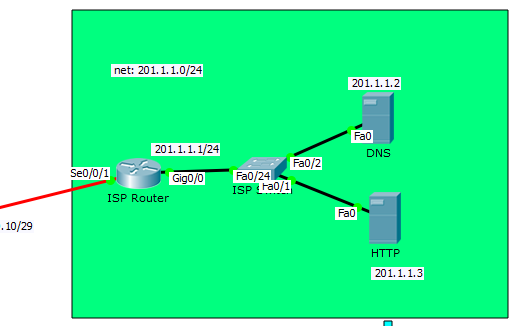 net: 201.1.1.0/24
201.1.1.2
Fa0
DNS
201.1.1.1/24
Fa0/2
Se0/0/1
Gig0/0
Fa0/24
ISP
Fa0/1
ISP Router
Fa0
HTTP
201.1.1.3
.10/29